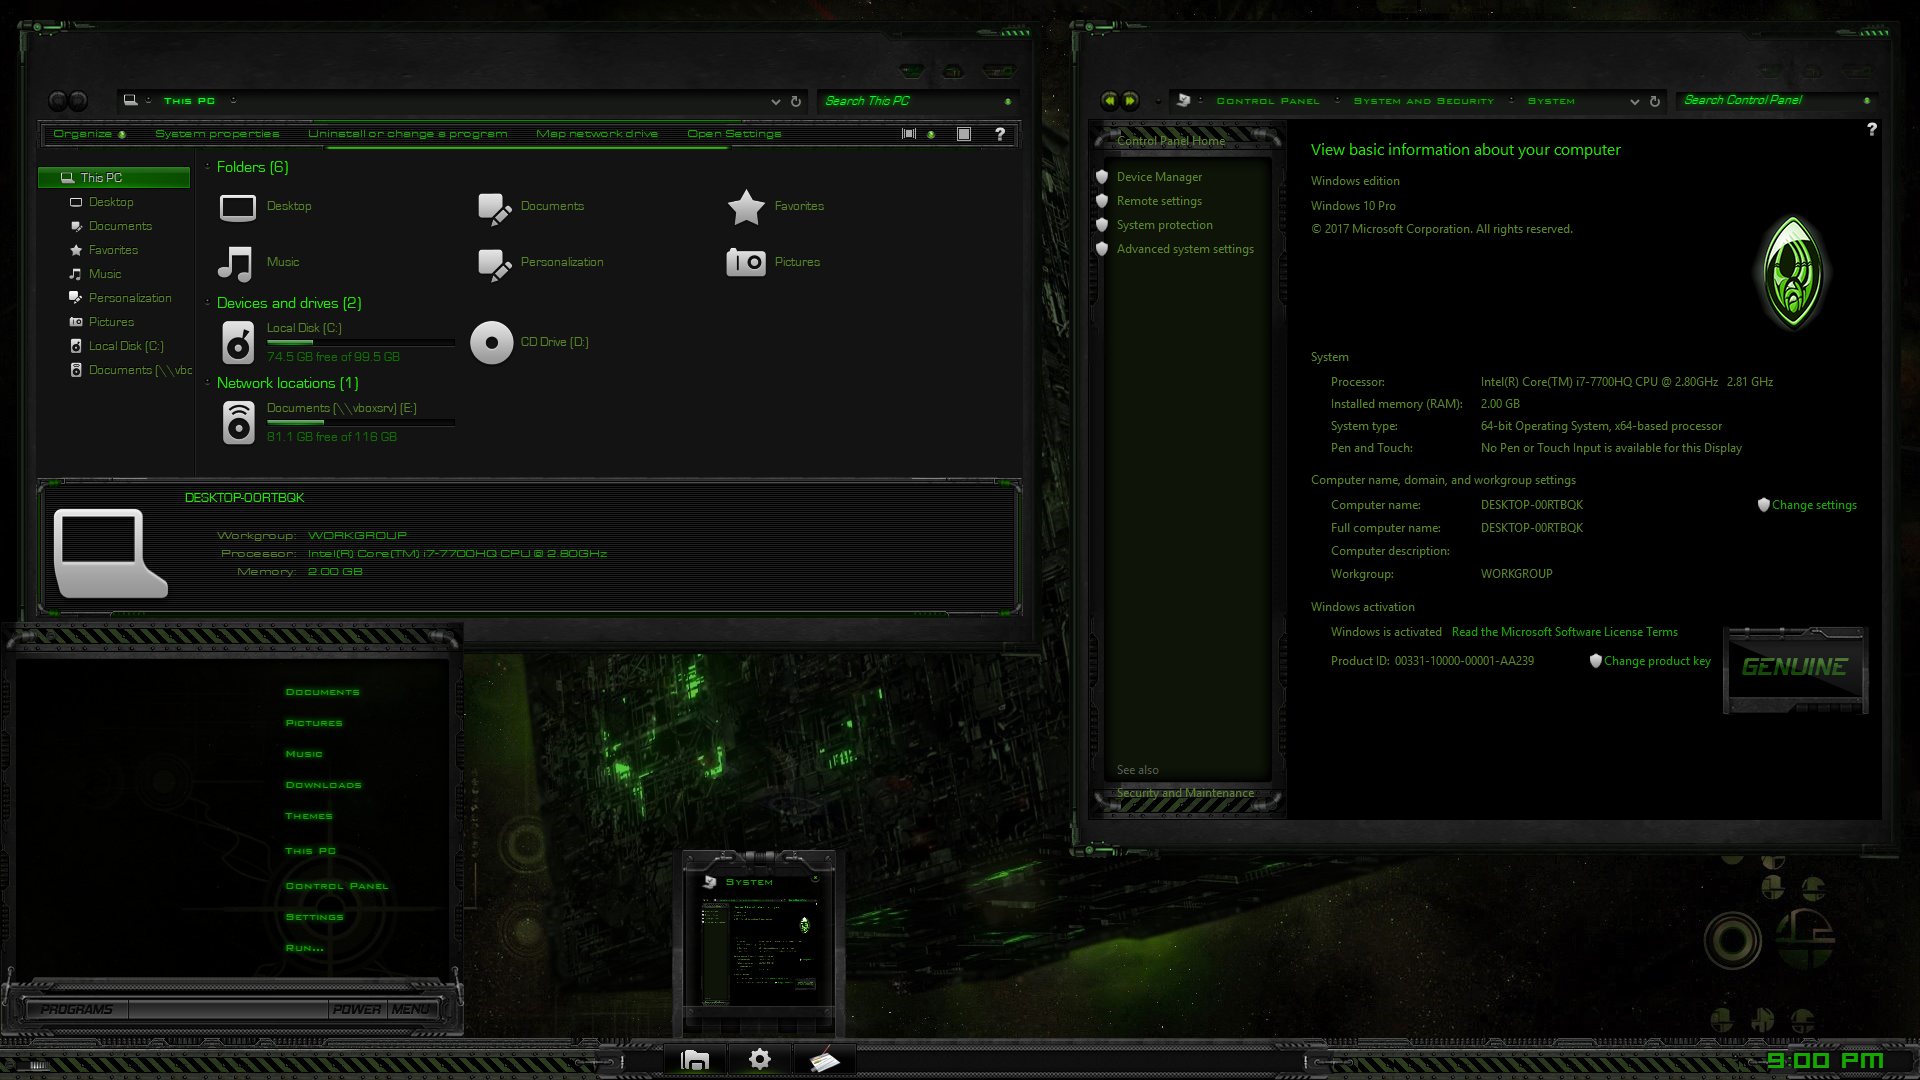 This PC
Search This PC
Organize
System properties
Uninstall or change a program
Map network drive
Open Settings
?
This PC
Desktop
Documents
Favorites
Music
Personalization
Pictures
Local Disk (C:)
Documents (\\vbo
Folders (6)
Desktop
Documents
Favorites
Music
Personalization
Pictures
Devices and drives (2)
Local Disk (C:)
74.5 GB free of 99.5 GB
CD Drive (D:)
Network locations (1)
Documents (\\vboxsrv) (E:)
81.1 GB free of 116 GB
DESKTOP-00RTBQK
Workgroup: WORKGROUP
Processor: Intel(R) Core(TM) i7-7700HQ CPU @ 2.80GHz
Memory: 2.00 GB
Control Panel
System and Security
System
Search Control Panel
?
Control Panel Home
Device Manager
Remote settings
System protection
Advanced system settings
See also
Security and Maintenance
View basic information about your computer
Windows edition
Windows 10 Pro
© 2017 Microsoft Corporation. All rights reserved.
System
Processor: Intel(R) Core(TM) i7-7700HQ CPU @ 2.80GHz 2.81 GHz
Installed memory (RAM): 2.00 GB
System type: 64-bit Operating System, x64-based processor
Pen and Touch: No Pen or Touch Input is available for this Display
Computer name, domain, and workgroup settings
Computer name: DESKTOP-00RTBQK
Change settings
Full computer name: DESKTOP-00RTBQK
Computer description:
Workgroup: WORKGROUP
Windows activation
Windows is activated Read the Microsoft Software License Terms
Product ID: 00331-10000-00001-AA239
Change product key
GENUINE
Documents
Pictures
Music
Downloads
Themes
This PC
Control Panel
Settings
Run...
PROGRAMS
POWER
MENU
System
9:00 PM